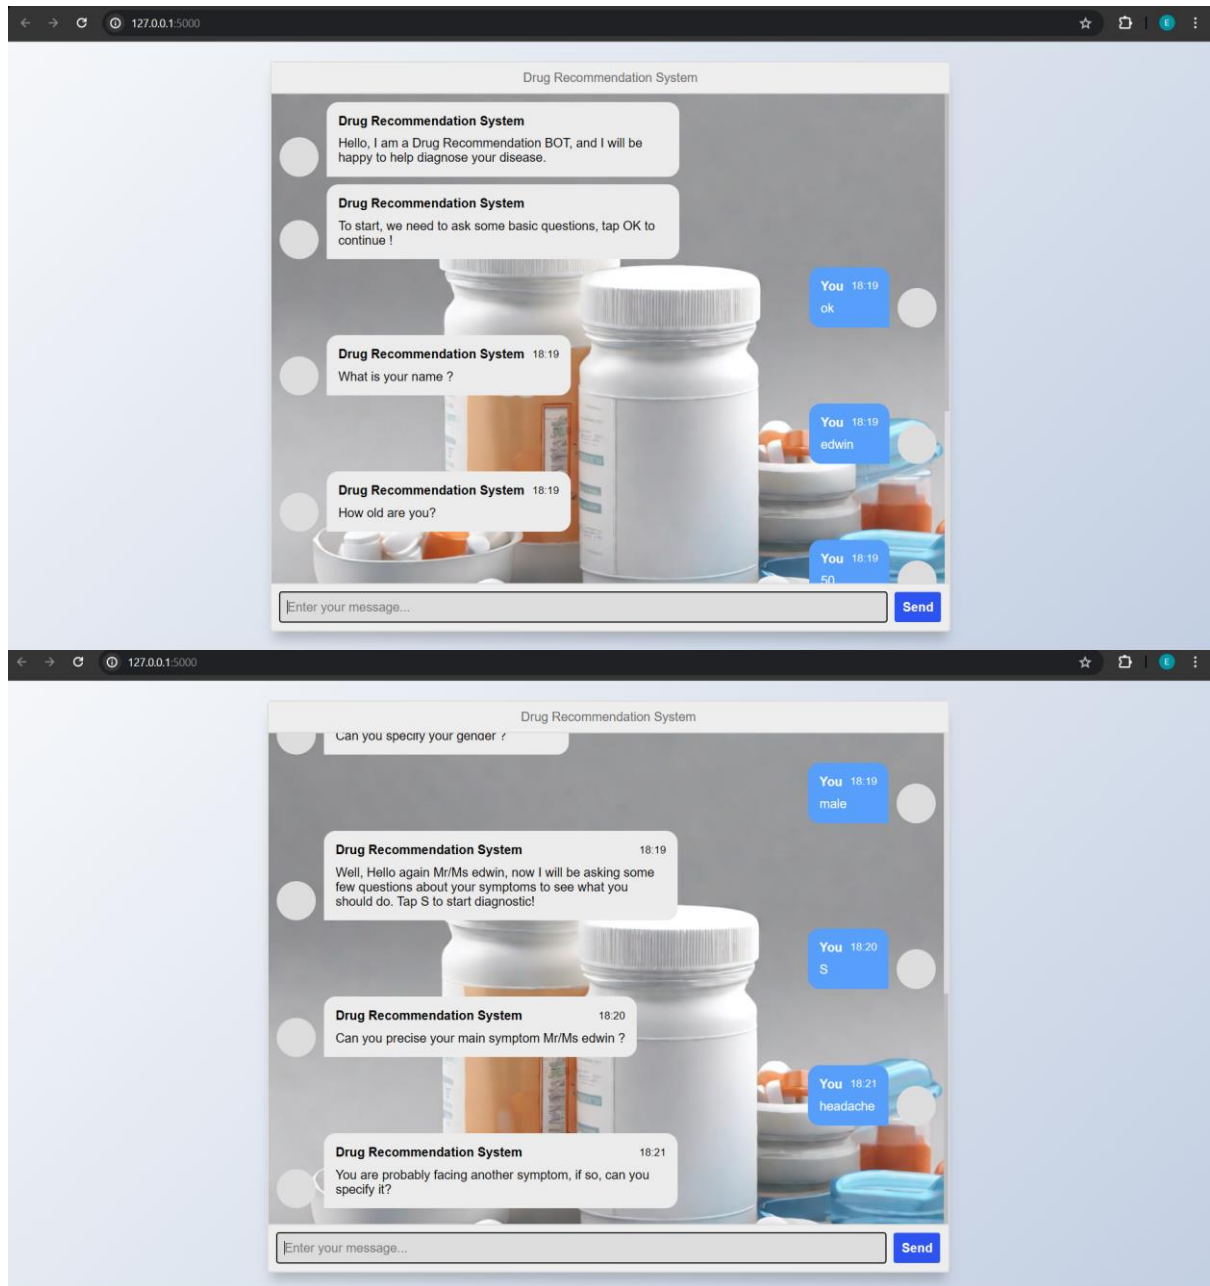 127.0.0.1:5000
E
Drug Recommendation System
Drug Recommendation System
Hello, I am a Drug Recommendation BOT, and I will be
happy to help diagnose your disease.
Drug Recommendation System
To start, we need to ask some basic questions, tap OK to
continue !
You 18:19
ok
Drug Recommendation System 18:19
What is your name ?
You 18:19
edwin
Drug Recommendation System 18:19
How old are you?
You 18:19
50
Enter your message...
Send
127.0.0.1:5000
E
Drug Recommendation System
Can you specify your gender ?
You 18:19
male
Drug Recommendation System 18:19
Well, Hello again Mr/Ms edwin, now I will be asking some
few questions about your symptoms to see what you
should do. Tap S to start diagnostic!
You 18:20
S
Drug Recommendation System 18:20
Can you precise your main symptom Mr/Ms edwin ?
You 18:21
headache
Drug Recommendation System 18:21
You are probably facing another symptom, if so, can you
specify it?
Enter your message...
Send